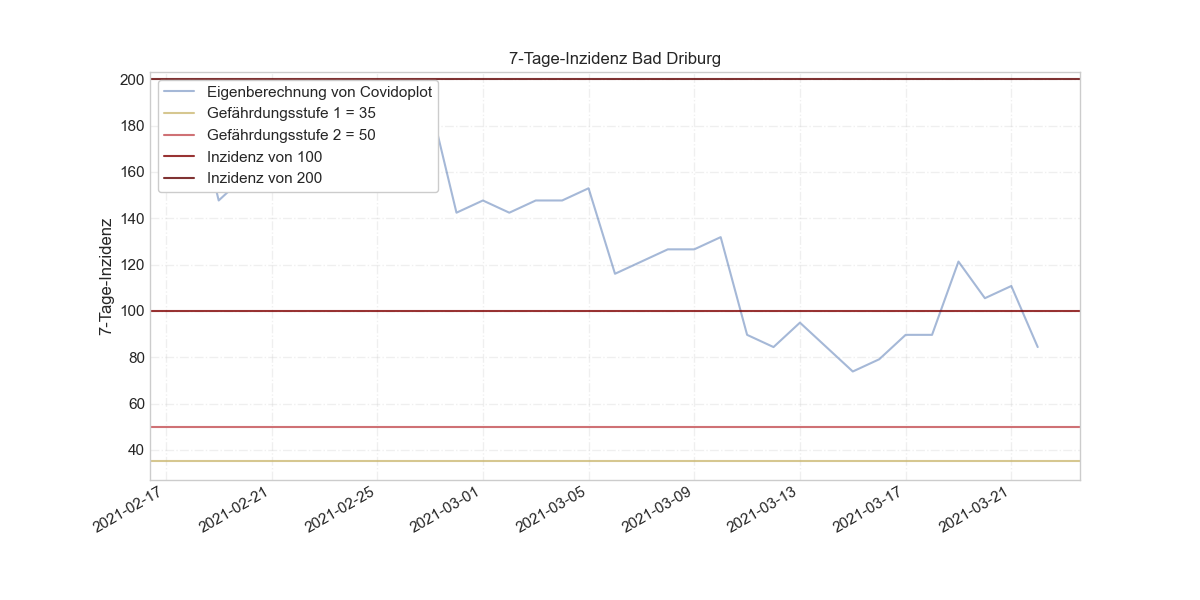 7-Tage-Inzidenz Bad Driburg
Eigenberechnung von Covidoplot
Gefährdungsstufe 1 = 35
Gefährdungsstufe 2 = 50
Inzidenz von 100
Inzidenz von 200
7-Tage-Inzidenz
200
180
160
140
120
100
80
60
40
2021-02-17
2021-02-21
2021-02-25
2021-03-01
2021-03-05
2021-03-09
2021-03-13
2021-03-17
2021-03-21